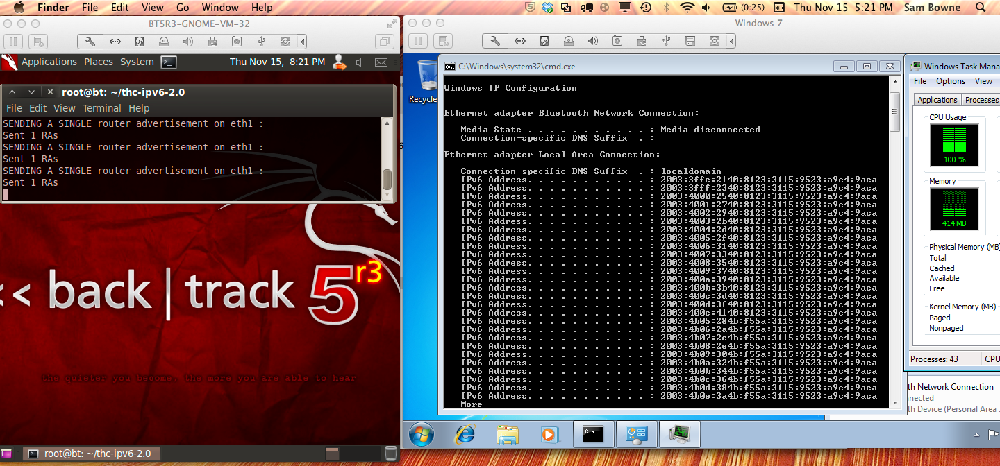 Finder File Edit View Go Window Help (0:25) Thu Nov 15 5:21 PM Sam Bowne
BT5R3-GNOME-VM-32
Applications Places System Thu Nov 15, 8:21 PM
root@bt: ~/thc-ipv6-2.0
File Edit View Terminal Help
SENDING A SINGLE router advertisement on eth1 :
Sent 1 RAs
SENDING A SINGLE router advertisement on eth1 :
Sent 1 RAs
SENDING A SINGLE router advertisement on eth1 :
Sent 1 RAs
<< back | track 5 r3
the quieter you become, the more you are able to hear
root@bt: ~/thc-ipv6-2.0
Windows 7
Recycle
C:\Windows\system32\cmd.exe
Windows IP Configuration
Ethernet adapter Bluetooth Network Connection:
Media State . . . . . . . . . . . : Media disconnected
Connection-specific DNS Suffix  . :
Ethernet adapter Local Area Connection:
Connection-specific DNS Suffix  . : localdomain
IPv6 Address. . . . . . . . . . . : 2003:3ffe:2140:8123:3115:9523:a9c4:9aca
IPv6 Address. . . . . . . . . . . : 2003:3fff:2340:8123:3115:9523:a9c4:9aca
IPv6 Address. . . . . . . . . . . : 2003:4000:2540:8123:3115:9523:a9c4:9aca
IPv6 Address. . . . . . . . . . . : 2003:4001:2740:8123:3115:9523:a9c4:9aca
IPv6 Address. . . . . . . . . . . : 2003:4002:2940:8123:3115:9523:a9c4:9aca
IPv6 Address. . . . . . . . . . . : 2003:4003:2b40:8123:3115:9523:a9c4:9aca
IPv6 Address. . . . . . . . . . . : 2003:4004:2d40:8123:3115:9523:a9c4:9aca
IPv6 Address. . . . . . . . . . . : 2003:4005:2f40:8123:3115:9523:a9c4:9aca
IPv6 Address. . . . . . . . . . . : 2003:4006:3140:8123:3115:9523:a9c4:9aca
IPv6 Address. . . . . . . . . . . : 2003:4007:3340:8123:3115:9523:a9c4:9aca
IPv6 Address. . . . . . . . . . . : 2003:4008:3540:8123:3115:9523:a9c4:9aca
IPv6 Address. . . . . . . . . . . : 2003:4009:3740:8123:3115:9523:a9c4:9aca
IPv6 Address. . . . . . . . . . . : 2003:400a:3940:8123:3115:9523:a9c4:9aca
IPv6 Address. . . . . . . . . . . : 2003:400b:3b40:8123:3115:9523:a9c4:9aca
IPv6 Address. . . . . . . . . . . : 2003:400c:3d40:8123:3115:9523:a9c4:9aca
IPv6 Address. . . . . . . . . . . : 2003:400d:3f40:8123:3115:9523:a9c4:9aca
IPv6 Address. . . . . . . . . . . : 2003:400e:4140:8123:3115:9523:a9c4:9aca
IPv6 Address. . . . . . . . . . . : 2003:4b05:284b:f55a:3115:9523:a9c4:9aca
IPv6 Address. . . . . . . . . . . : 2003:4b06:2a4b:f55a:3115:9523:a9c4:9aca
IPv6 Address. . . . . . . . . . . : 2003:4b07:2c4b:f55a:3115:9523:a9c4:9aca
IPv6 Address. . . . . . . . . . . : 2003:4b08:2e4b:f55a:3115:9523:a9c4:9aca
IPv6 Address. . . . . . . . . . . : 2003:4b09:304b:f55a:3115:9523:a9c4:9aca
IPv6 Address. . . . . . . . . . . : 2003:4b0a:324b:f55a:3115:9523:a9c4:9aca
IPv6 Address. . . . . . . . . . . : 2003:4b0b:344b:f55a:3115:9523:a9c4:9aca
IPv6 Address. . . . . . . . . . . : 2003:4b0c:364b:f55a:3115:9523:a9c4:9aca
IPv6 Address. . . . . . . . . . . : 2003:4b0d:384b:f55a:3115:9523:a9c4:9aca
IPv6 Address. . . . . . . . . . . : 2003:4b0e:3a4b:f55a:3115:9523:a9c4:9aca
-- More  --
Windows Task Mana
File Options View
Applications Processes
CPU Usage
100 %
Memory
414 MB
Physical Memory (MB)
Total
Cached
Available
Free
Kernel Memory (MB)
Paged
Nonpaged
Processes: 43 CPU
th Network Connection
nnected
th Device (Personal Area